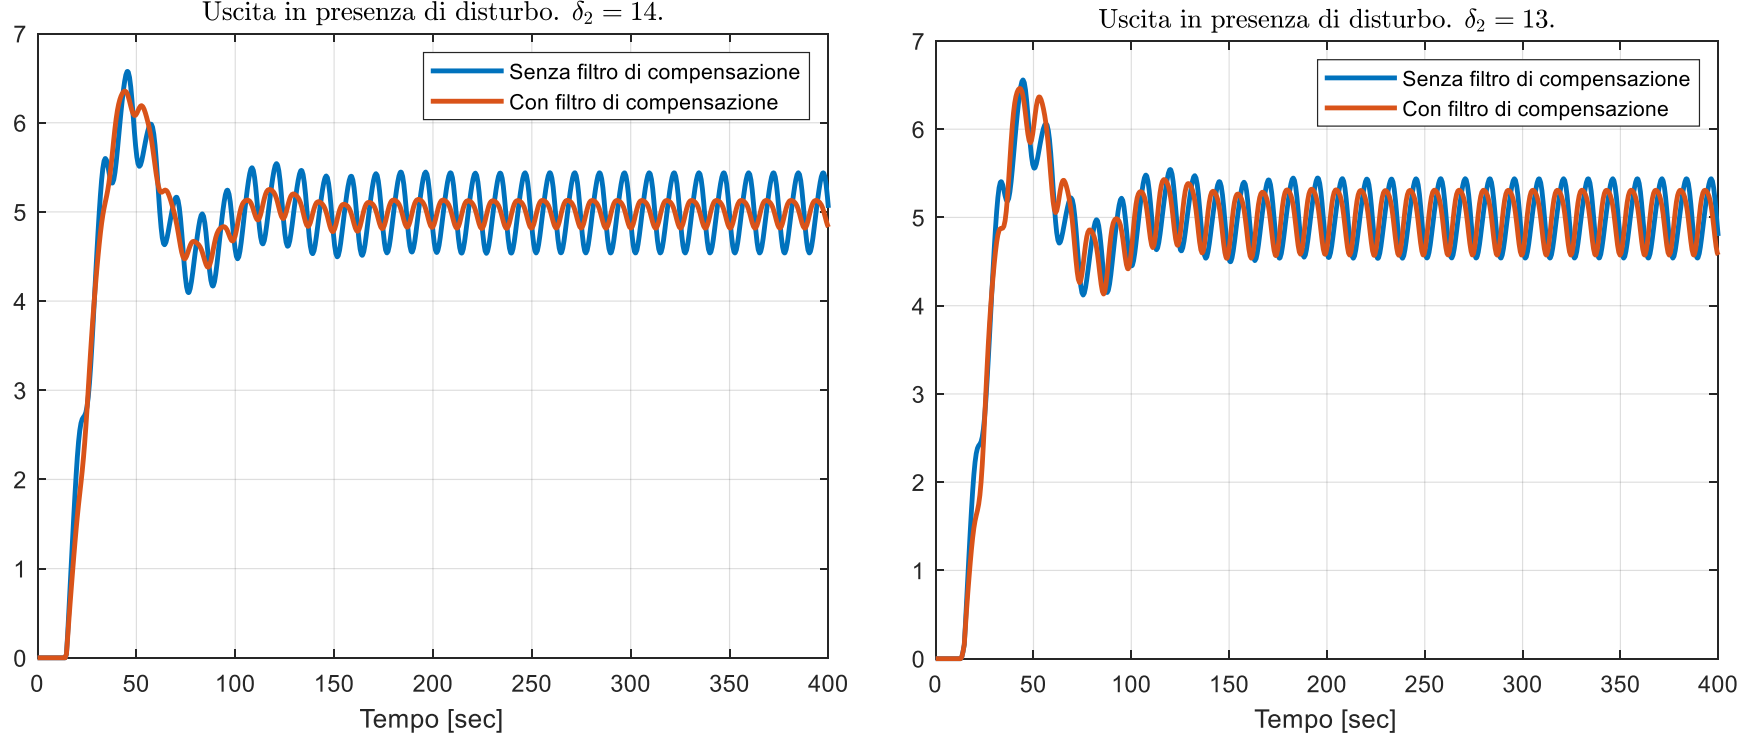 Uscita in presenza di disturbo. δ₂ = 14.
Senza filtro di compensazione
Con filtro di compensazione
7
6
5
4
3
2
1
0
0 50 100 150 200 250 300 350 400
Tempo [sec]
Uscita in presenza di disturbo. δ₂ = 13.
Senza filtro di compensazione
Con filtro di compensazione
7
6
5
4
3
2
1
0
0 50 100 150 200 250 300 350 400
Tempo [sec]